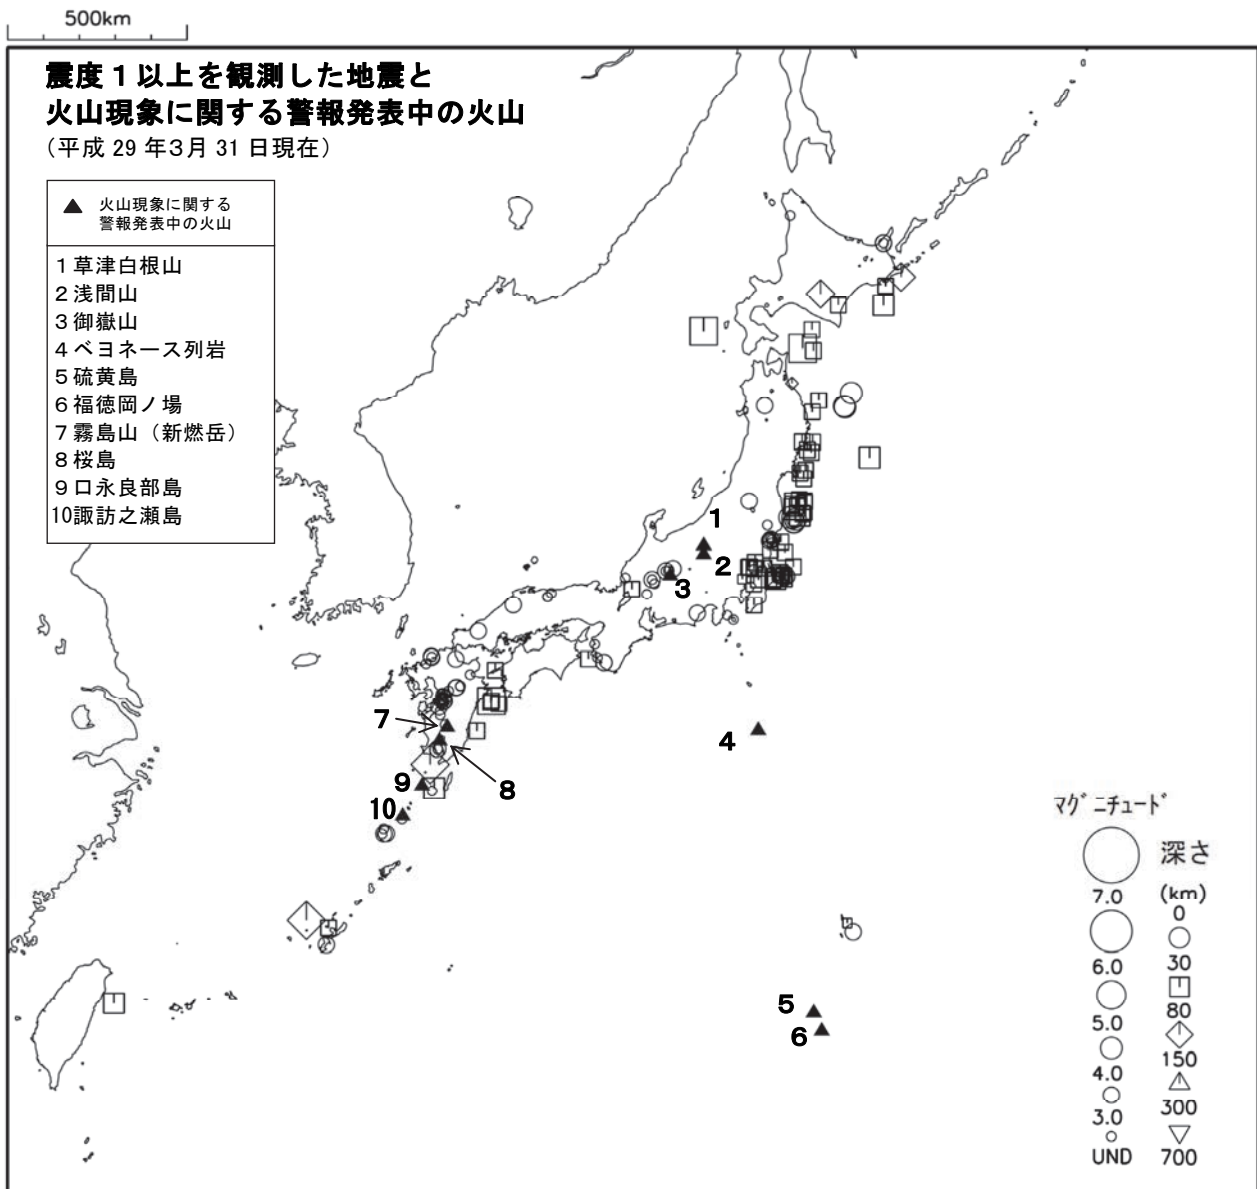 500km
震度１以上を観測した地震と
火山現象に関する警報発表中の火山
（平成 29 年3月 31 日現在）
▲ 火山現象に関する
警報発表中の火山
１草津白根山
２浅間山
３御嶽山
４ベヨネース列岩
５硫黄島
６福徳岡ノ場
７霧島山（新燃岳）
８桜島
９口永良部島
10諏訪之瀬島
1
2
3
7
4
9
8
10
5
6
ﾏｸﾞﾆﾁｭｰﾄﾞ
深さ
(km)
7.0
0
6.0
30
5.0
80
4.0
150
3.0
300
UND
700